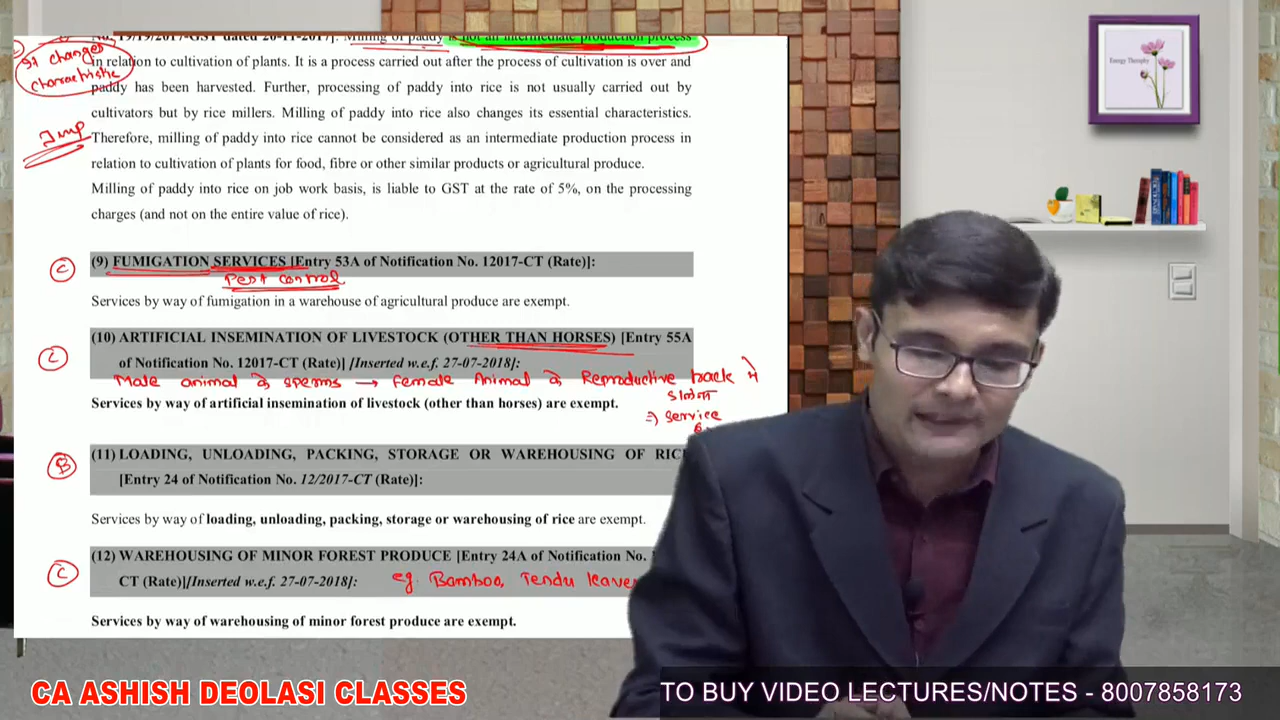 No. 19/19/2017-GST dated 20-11-2017]: Milling of paddy is not an intermediate production process
in relation to cultivation of plants. It is a process carried out after the process of cultivation is over and
paddy has been harvested. Further, processing of paddy into rice is not usually carried out by
cultivators but by rice millers. Milling of paddy into rice also changes its essential characteristics.
Therefore, milling of paddy into rice cannot be considered as an intermediate production process in
relation to cultivation of plants for food, fibre or other similar products or agricultural produce.
Milling of paddy into rice on job work basis, is liable to GST at the rate of 5%, on the processing
charges (and not on the entire value of rice).
It changes
characteristic
Imp
C
(9) FUMIGATION SERVICES [Entry 53A of Notification No. 12017-CT (Rate)]:
Pest control
Services by way of fumigation in a warehouse of agricultural produce are exempt.
C
(10) ARTIFICIAL INSEMINATION OF LIVESTOCK (OTHER THAN HORSES) [Entry 55A
of Notification No. 12017-CT (Rate)] [Inserted w.e.f. 27-07-2018]:
Male animal चे sperms → Female Animal चे Reproductive track मे
Services by way of artificial insemination of livestock (other than horses) are exempt.
⇒ service
B
(11) LOADING, UNLOADING, PACKING, STORAGE OR WAREHOUSING OF RICE
[Entry 24 of Notification No. 12/2017-CT (Rate)]:
Services by way of loading, unloading, packing, storage or warehousing of rice are exempt.
C
(12) WAREHOUSING OF MINOR FOREST PRODUCE [Entry 24A of Notification No.
CT (Rate)][Inserted w.e.f. 27-07-2018]: eg. Bamboo, Tendu leave
Services by way of warehousing of minor forest produce are exempt.
Energy Theraphy
CA ASHISH DEOLASI CLASSES
TO BUY VIDEO LECTURES/NOTES - 8007858173